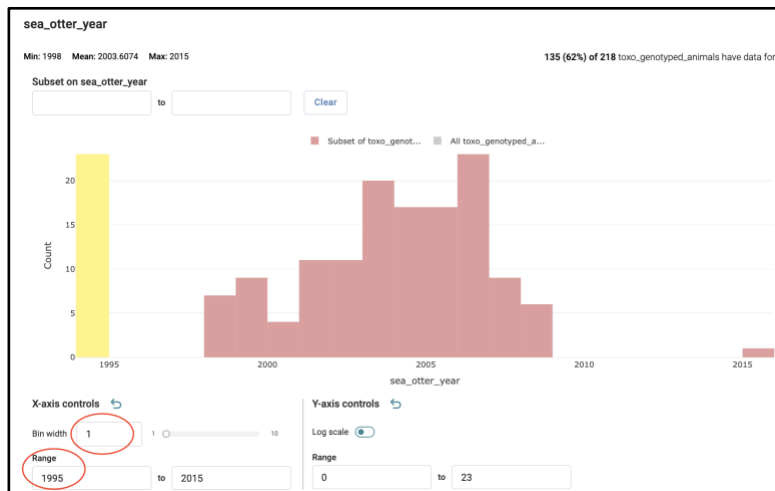 sea_otter_year
Min: 1998 Mean: 2003.6074 Max: 2015
135 (62%) of 218 toxo_genotyped_animals have data for
Subset on sea_otter_year
to
Clear
Subset of toxo_genot...
All toxo_genotyped_a...
20
15
10
5
0
Count
1995
2000
2005
2010
2015
sea_otter_year
X-axis controls
Bin width 1 1 10
Range
1995 to 2015
Y-axis controls
Log scale
Range
0 to 23